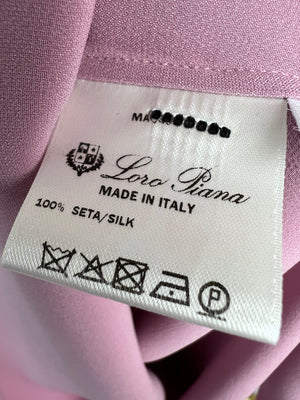 Loro Piana
MADE IN ITALY
100% SETA/SILK
P